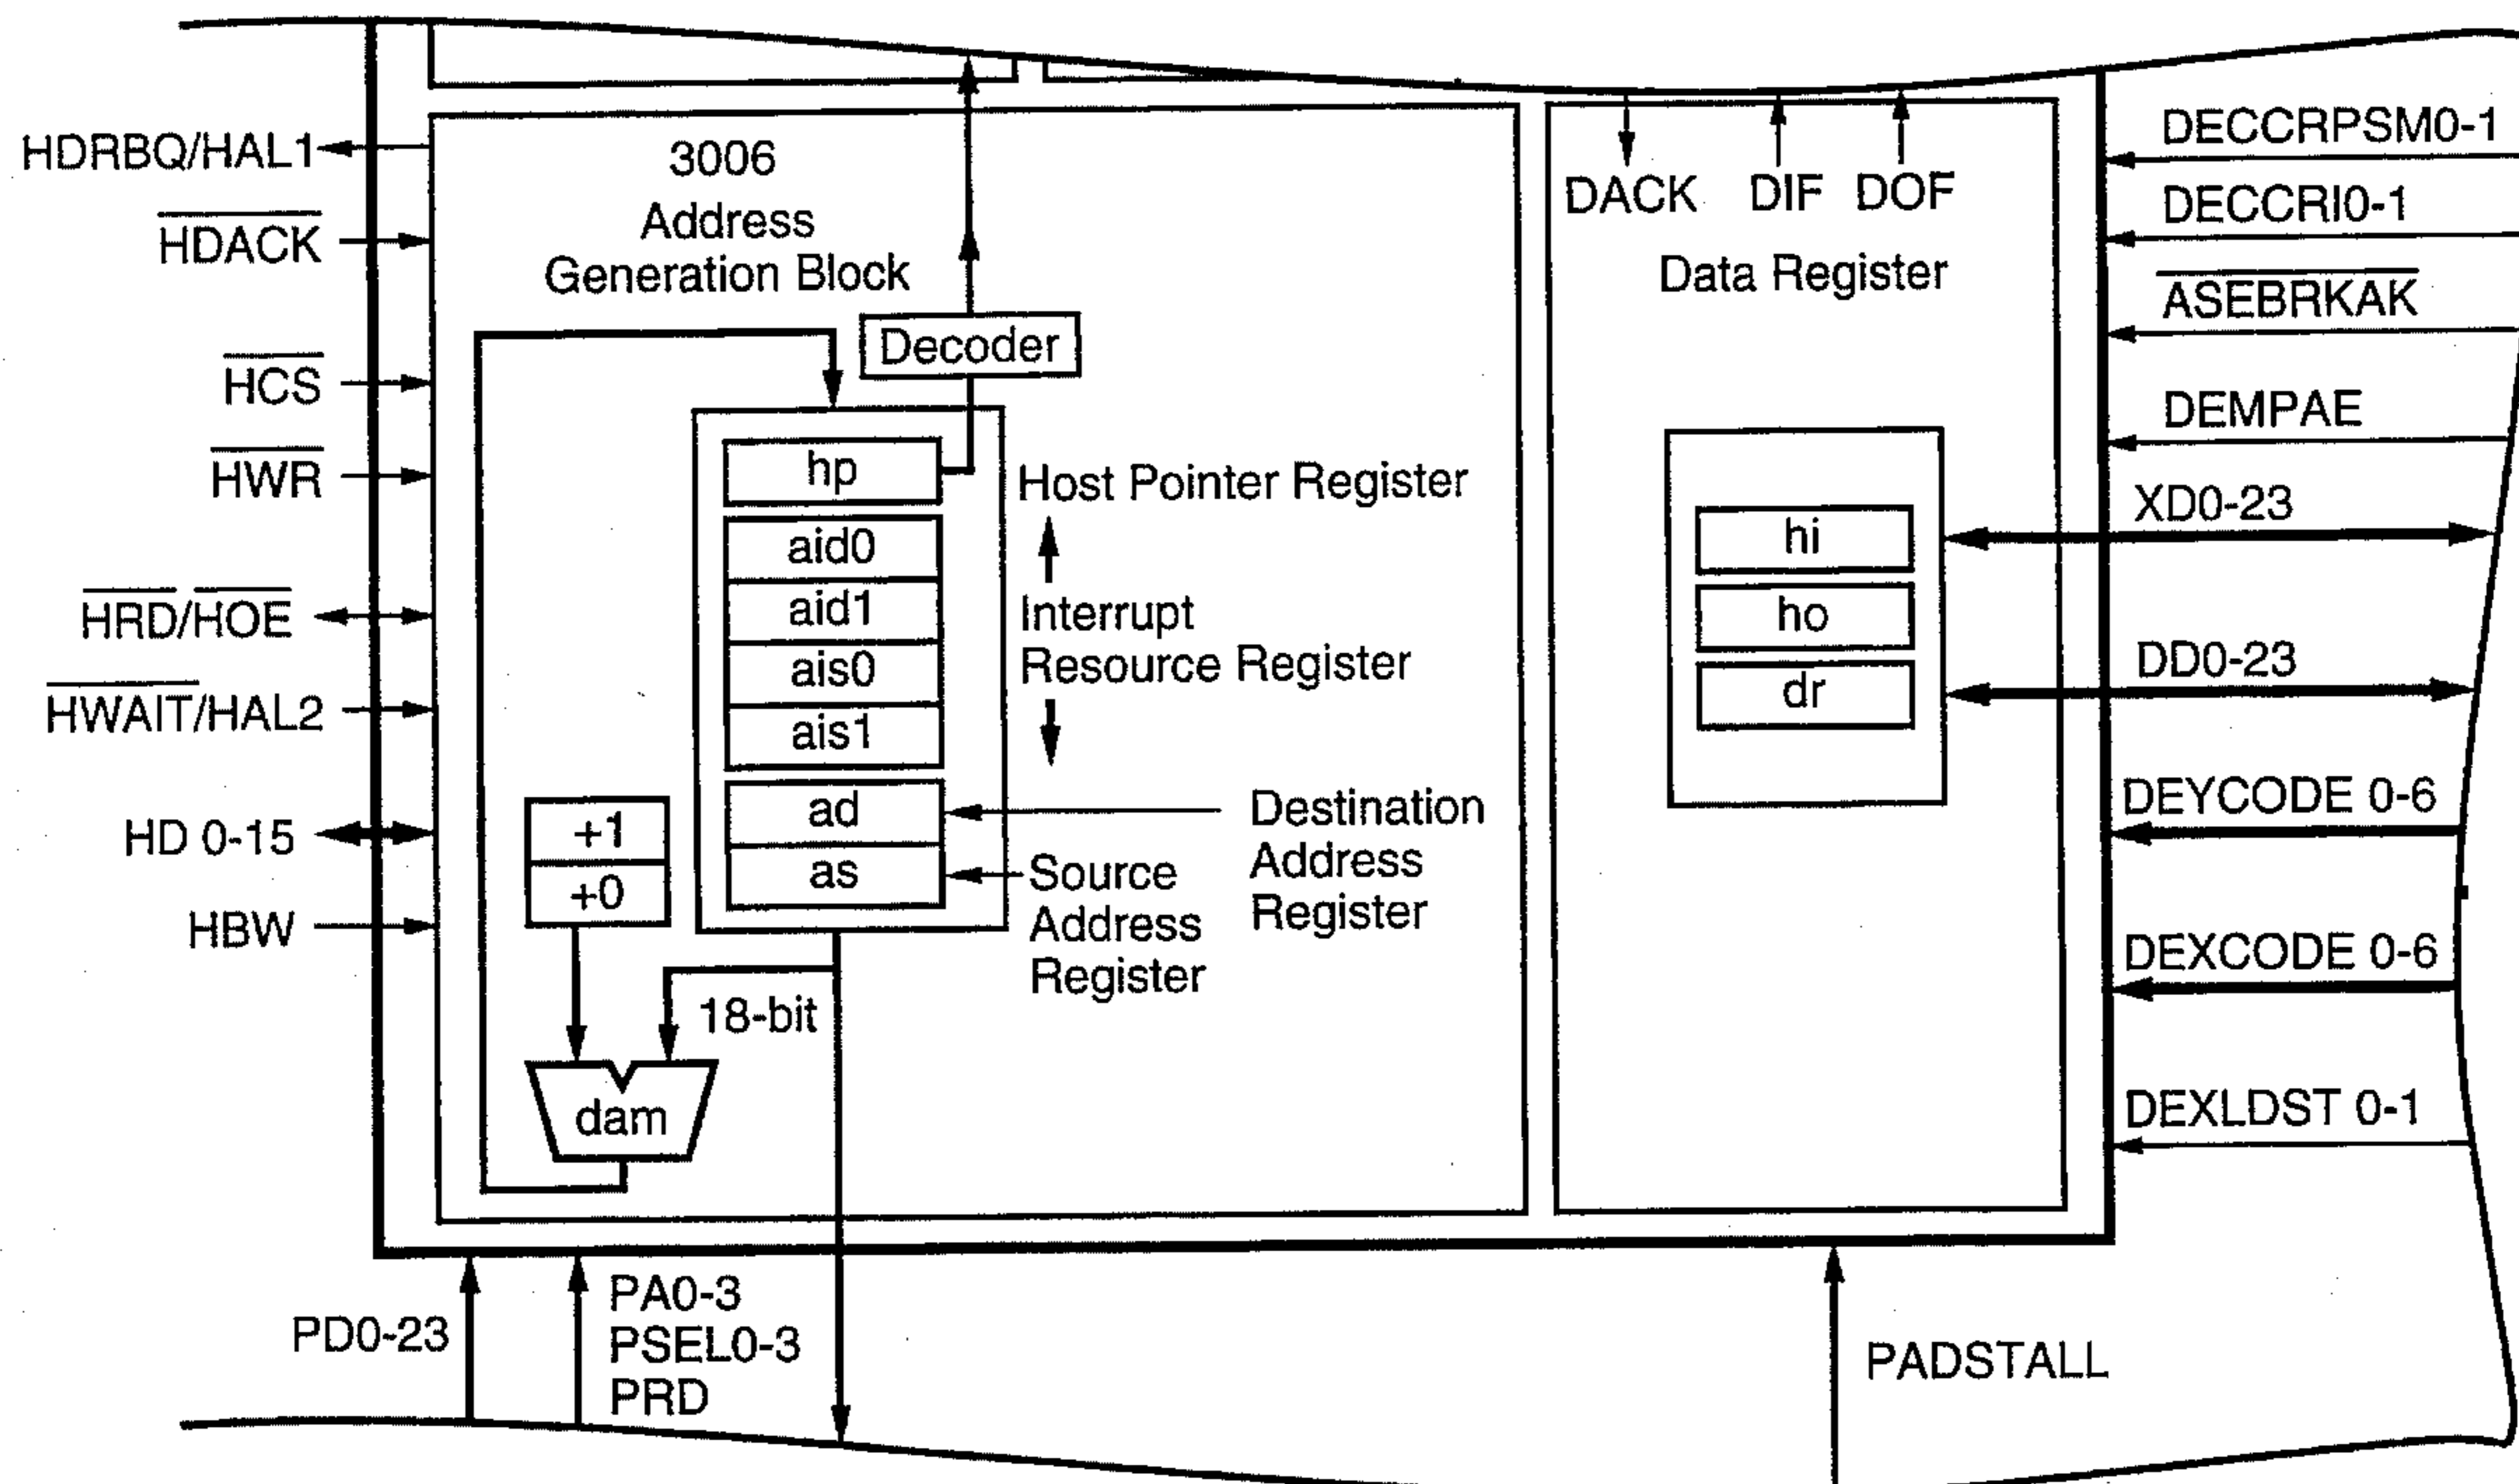 HDRBQ/HAL1
HDACK
HCS
HWR
HRD/HOE
HWAIT/HAL2
HD 0-15
HBW
3006
Address
Generation Block
Decoder
hp
aid0
aid1
ais0
ais1
ad
as
Host Pointer Register
Interrupt
Resource Register
Destination
Address
Register
Source
Address
Register
+1
+0
18-bit
dam
DACK DIF DOF
Data Register
hi
ho
dr
DECCRPSM0-1
DECCRI0-1
ASEBRKAK
DEMPAE
XD0-23
DD0-23
DEYCODE 0-6
DEXCODE 0-6
DEXLDST 0-1
PD0-23
PA0-3
PSEL0-3
PRD
PADSTALL